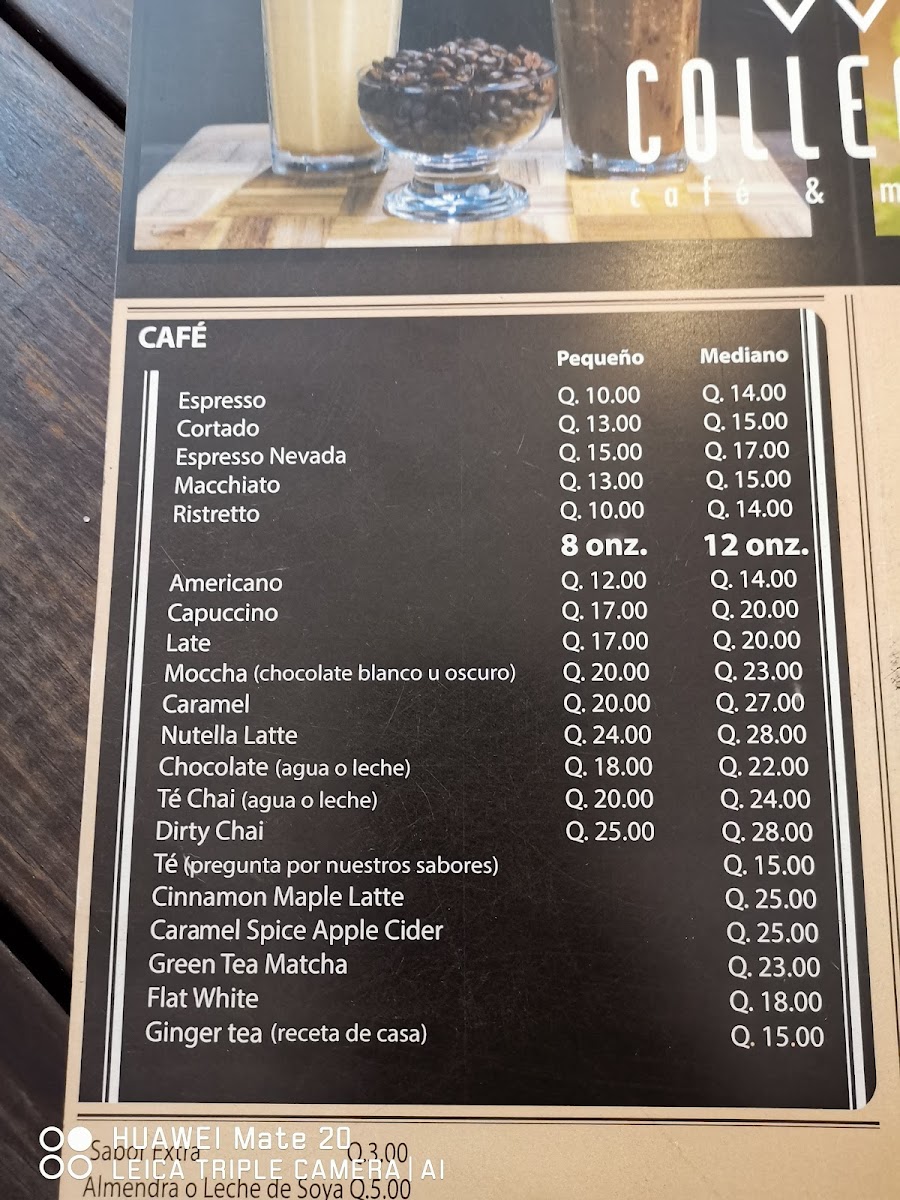 COLLE
café & m
CAFÉ
Pequeño Mediano
Espresso Q. 10.00 Q. 14.00
Cortado Q. 13.00 Q. 15.00
Espresso Nevada Q. 15.00 Q. 17.00
Macchiato Q. 13.00 Q. 15.00
Ristretto Q. 10.00 Q. 14.00
8 onz. 12 onz.
Americano Q. 12.00 Q. 14.00
Capuccino Q. 17.00 Q. 20.00
Late Q. 17.00 Q. 20.00
Moccha (chocolate blanco u oscuro) Q. 20.00 Q. 23.00
Caramel Q. 20.00 Q. 27.00
Nutella Latte Q. 24.00 Q. 28.00
Chocolate (agua o leche) Q. 18.00 Q. 22.00
Té Chai (agua o leche) Q. 20.00 Q. 24.00
Dirty Chai Q. 25.00 Q. 28.00
Té (pregunta por nuestros sabores) Q. 15.00
Cinnamon Maple Latte Q. 25.00
Caramel Spice Apple Cider Q. 25.00
Green Tea Matcha Q. 23.00
Flat White Q. 18.00
Ginger tea (receta de casa) Q. 15.00
Sabor Extra Q.3.00
Almendra o Leche de Soya Q.5.00
HUAWEI Mate 20
LEICA TRIPLE CAMERA | AI